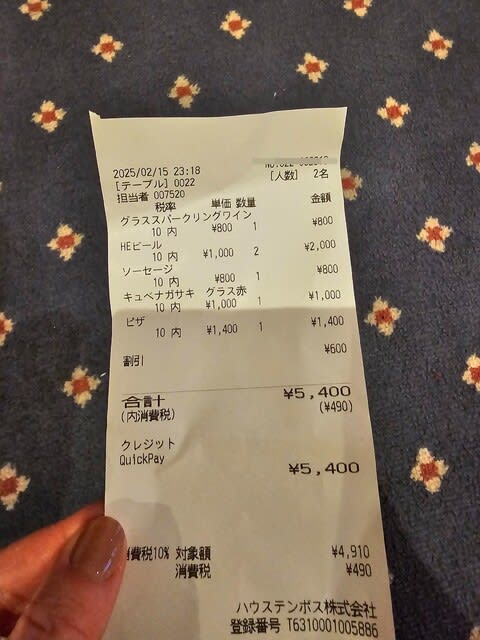 2025/02/15 23:18
[テーブル] 0022 [人数] 2名
担当者 007520
税率 単価 数量 金額
グラススパークリングワイン
10 内 ¥800 1 ¥800
HEビール
10 内 ¥1,000 2 ¥2,000
ソーセージ
10 内 ¥800 1 ¥800
キュベナガサキ グラス赤
10 内 ¥1,000 1 ¥1,000
ピザ
10 内 ¥1,400 1 ¥1,400
割引 ¥600
合計 ¥5,400
(内消費税) (¥490)
クレジット
QuickPay
¥5,400
費税10% 対象額 ¥4,910
消費税 ¥490
ハウステンボス株式会社
登録番号 T6310001005886